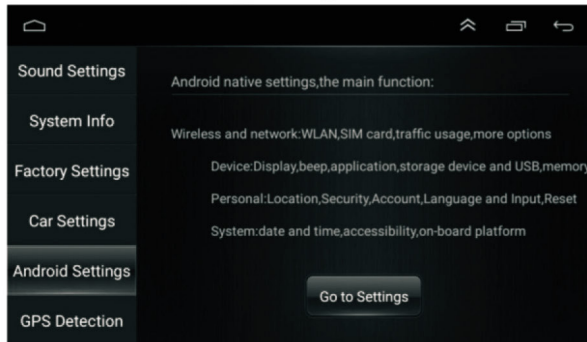 Sound Settings
System Info
Factory Settings
Car Settings
Android Settings
GPS Detection
Android native settings,the main function:
Wireless and network:WLAN,SIM card,traffic usage,more options
Device:Display,beep,application,storage device and USB,memory
Personal:Location,Security,Account,Language and Input,Reset
System:date and time,accessibility,on-board platform
Go to Settings